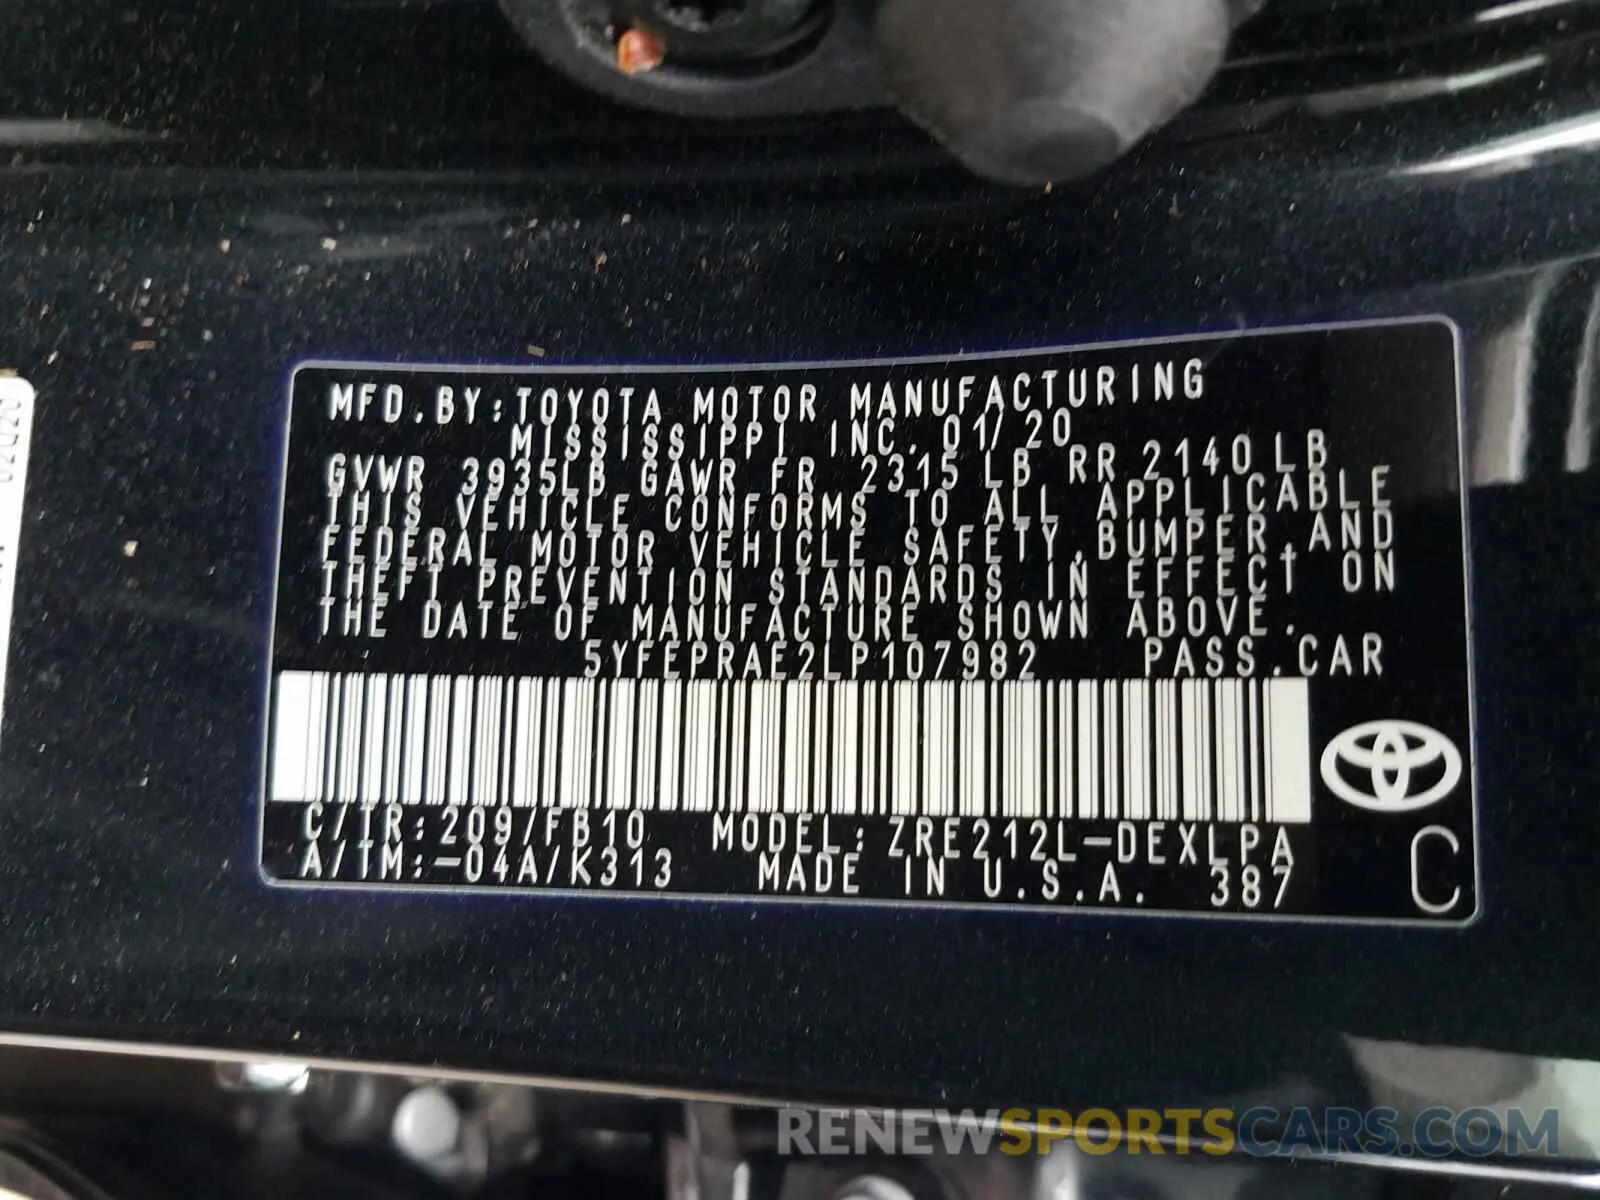 MFD.BY:TOYOTA MOTOR MANUFACTURING
MISSISSIPPI, INC. 01/20
GVWR 3935LB GAWR FR 2315 LB RR 2140 LB
THIS VEHICLE CONFORMS TO ALL APPLICABLE
FEDERAL MOTOR VEHICLE SAFETY,BUMPER,AND
THEFT PREVENTION STANDARDS IN EFFECT ON
THE DATE OF MANUFACTURE SHOWN ABOVE.
5YFEPRAE2LP107982 PASS.CAR
C/TR:209/FB10 MODEL:ZRE212L-DEXLPA
A/TM:-04A/K313 MADE IN U.S.A. 387
C
RENEWSPORTSCARS.COM